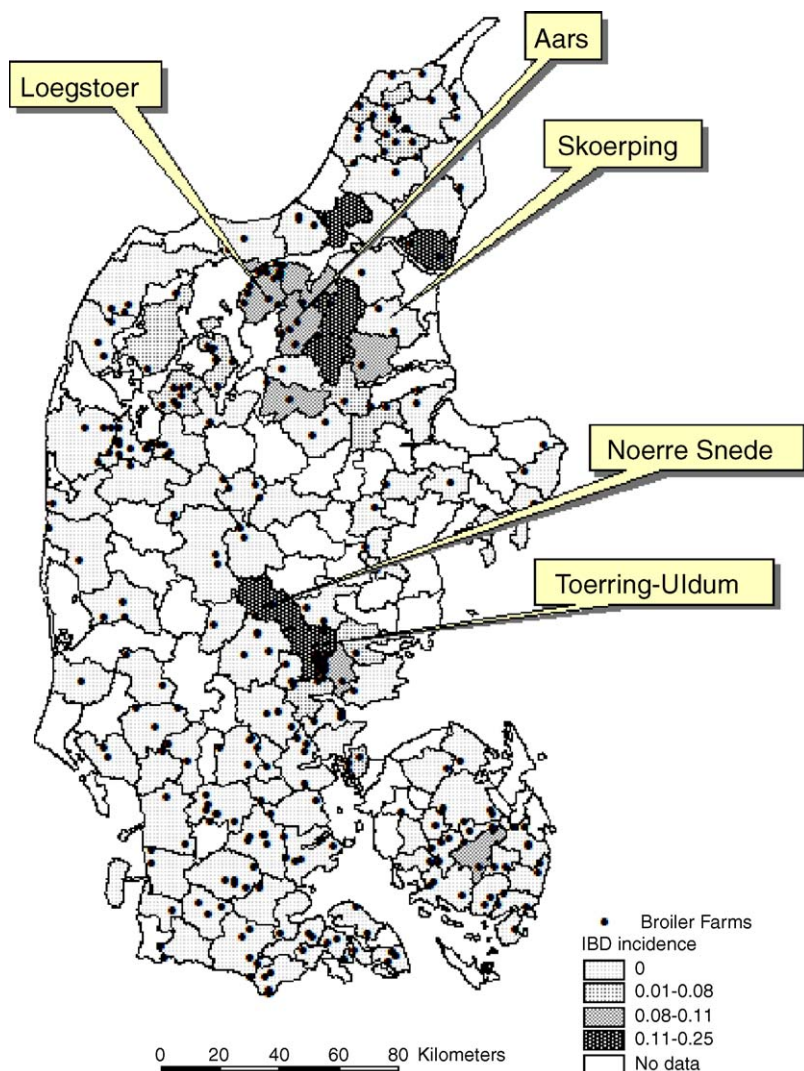 Aars
Loegstoer
Skoerping
Noerre Snede
Toerring-Uldum
Broiler Farms
IBD incidence
0
0.01-0.08
0.08-0.11
0.11-0.25
No data
0 20 40 60 80 Kilometers